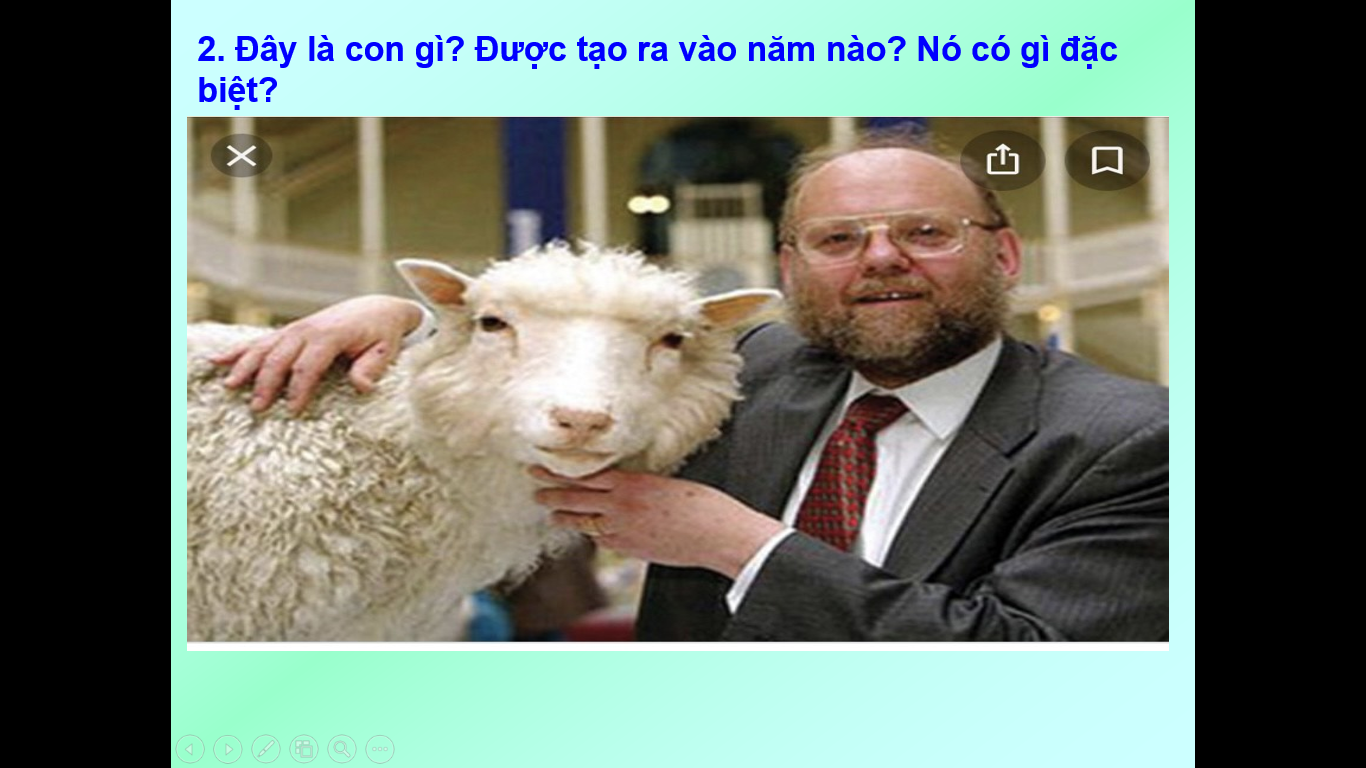 2. Đây là con gì? Được tạo ra vào năm nào? Nó có gì đặc
biệt?